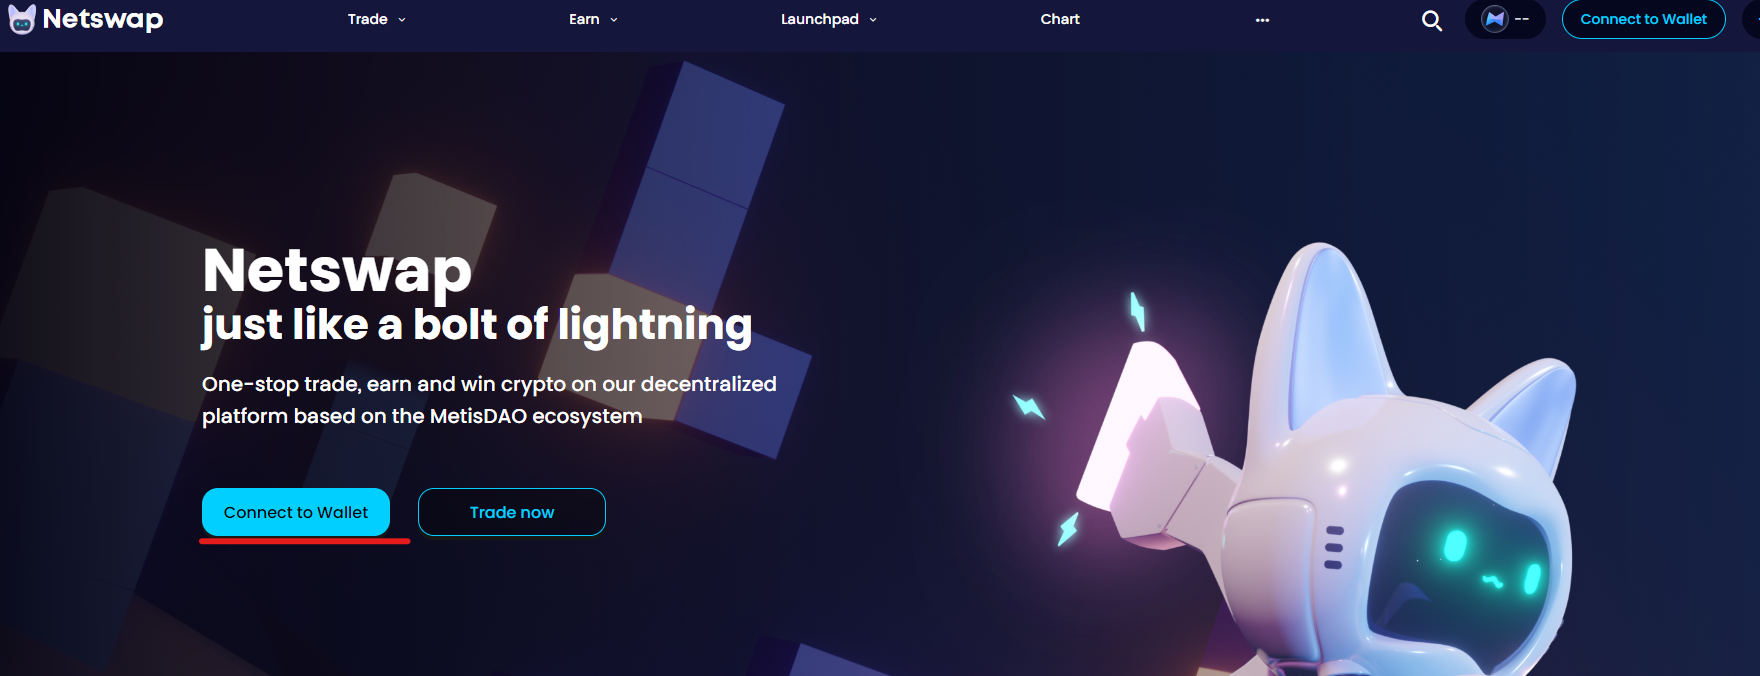 Netswap
Trade
Earn
Launchpad
Chart
--
Connect to Wallet
Netswap
just like a bolt of lightning
One-stop trade, earn and win crypto on our decentralized
platform based on the MetisDAO ecosystem
Connect to Wallet
Trade now